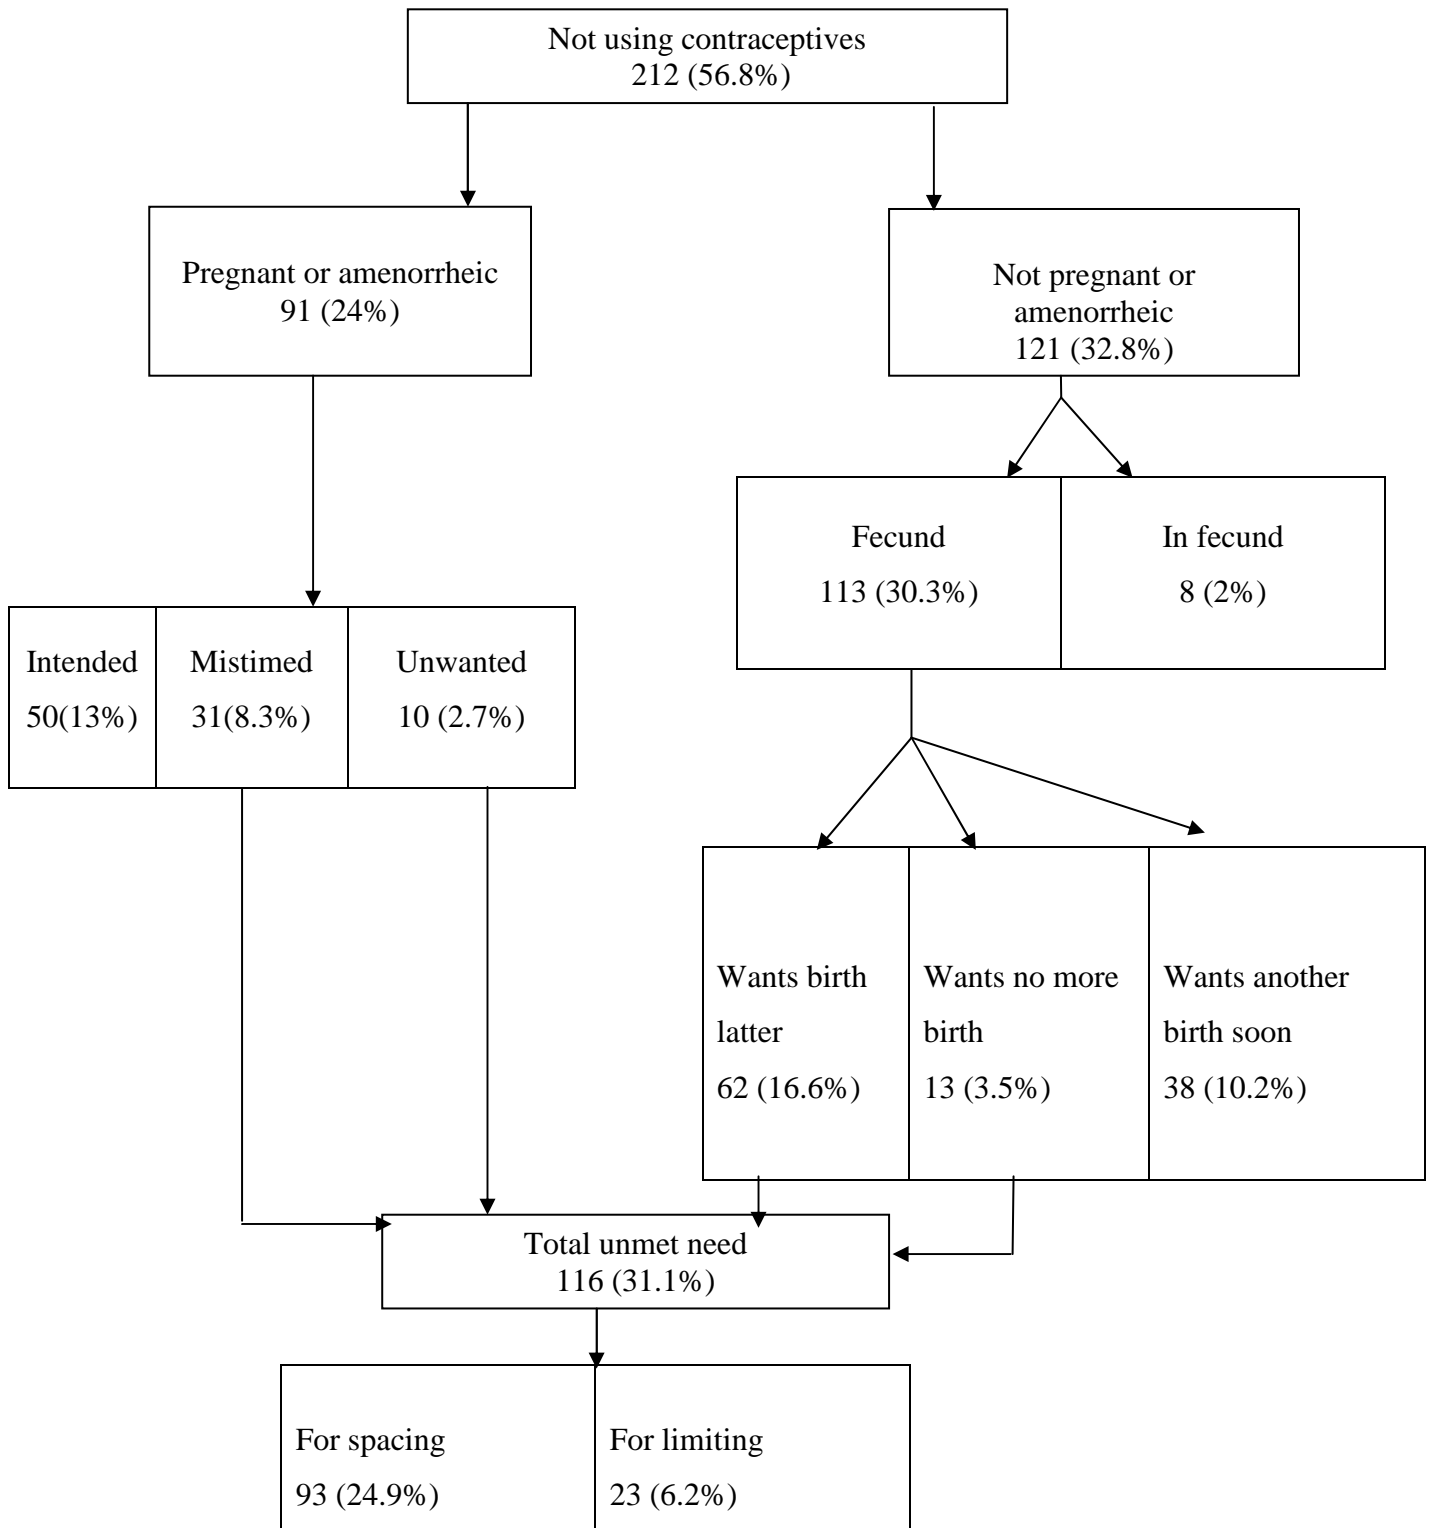 Not using contraceptives
212 (56.8%)
Pregnant or amenorrheic
91 (24%)
Not pregnant or
amenorrheic
121 (32.8%)
Fecund
113 (30.3%)
In fecund
8 (2%)
Intended
50(13%)
Mistimed
31(8.3%)
Unwanted
10 (2.7%)
Wants birth
latter
62 (16.6%)
Wants no more
birth
13 (3.5%)
Wants another
birth soon
38 (10.2%)
Total unmet need
116 (31.1%)
For spacing
93 (24.9%)
For limiting
23 (6.2%)